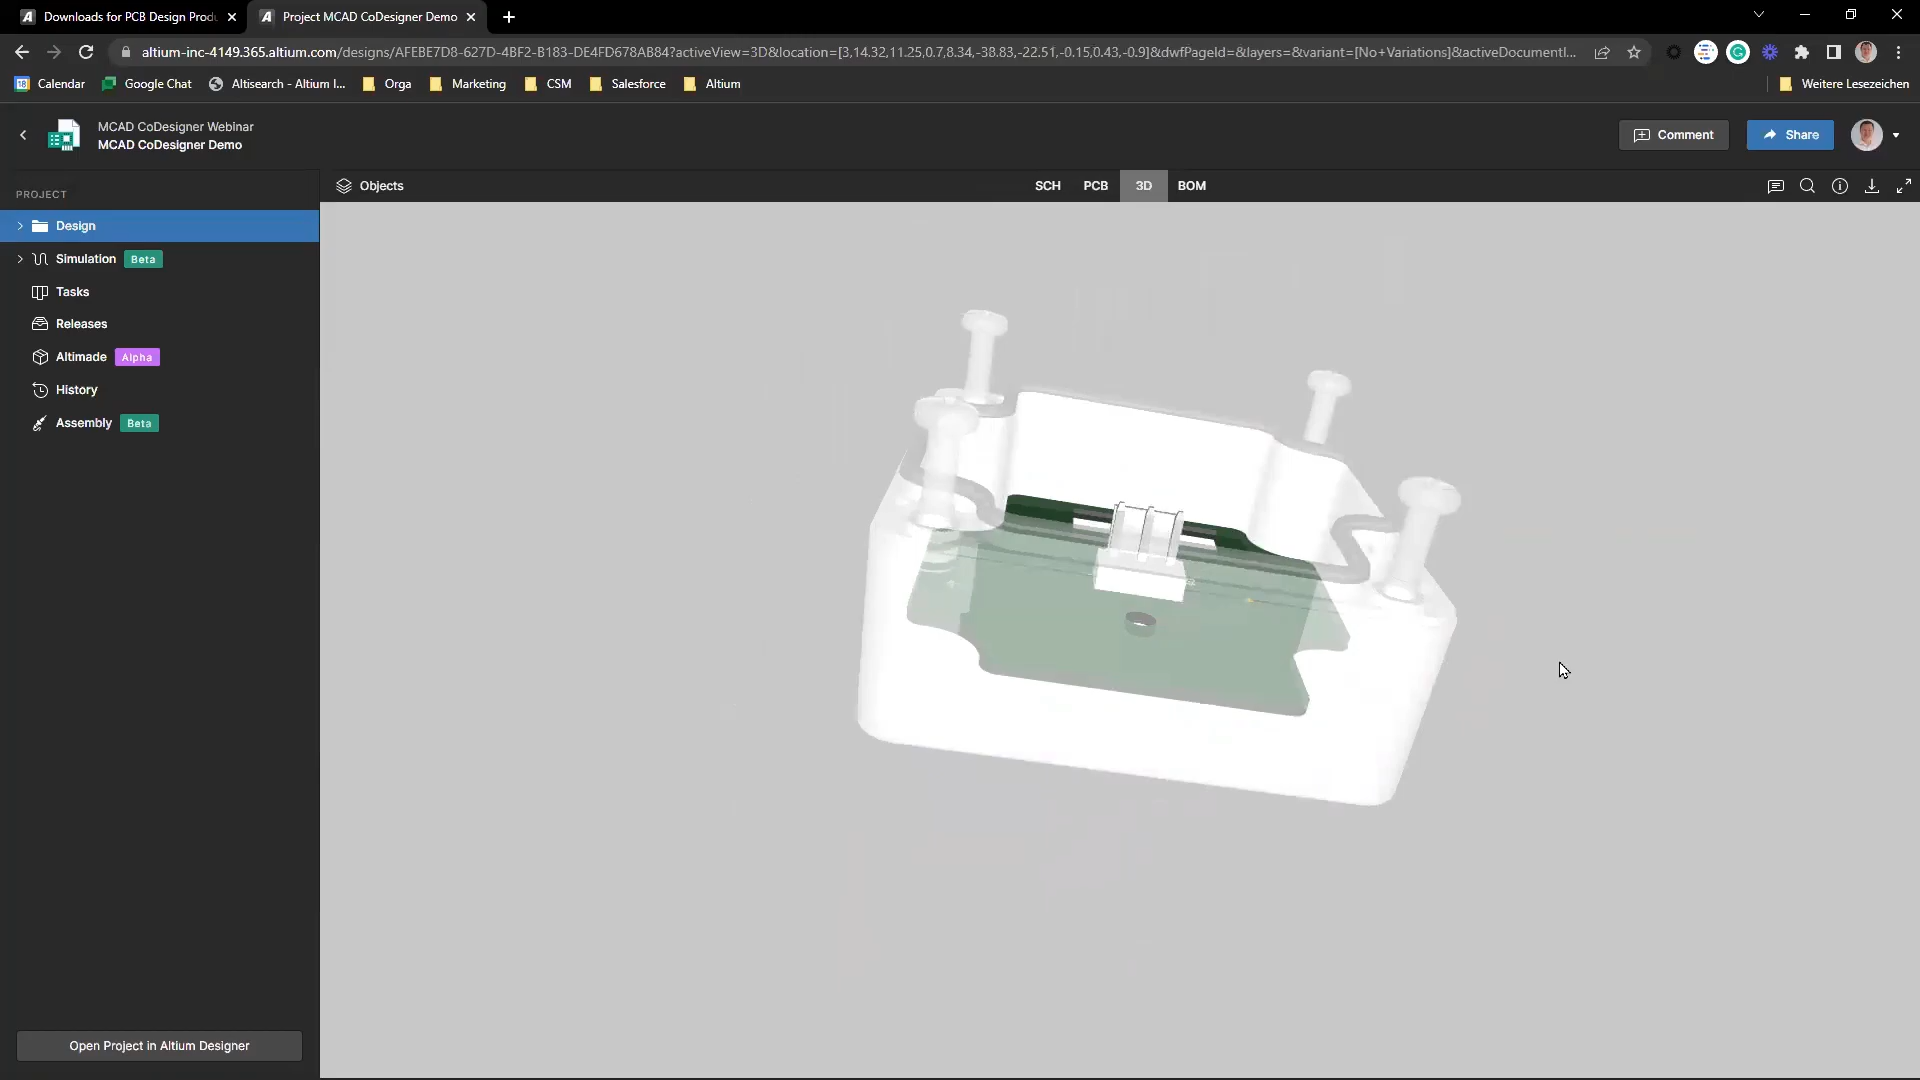 Downloads for PCB Design Produ
Project MCAD CoDesigner Demo
altium-inc-4149.365.altium.com/designs/AFEBE7D8-627D-4BF2-B183-DE4FD678AB84?activeView=3D&location=[3,14.32,11.25,0.7,8.34,-38.83,-22.51,-0.15,0.43,-0.9]&dwfPageId=&layers=&variant=[No+Variations]&activeDocumentI...
18 Calendar Google Chat Altisearch - Altium I... Orga Marketing CSM Salesforce Altium Weitere Lesezeichen
MCAD CoDesigner Webinar
MCAD CoDesigner Demo
Comment Share
PROJECT
Objects SCH PCB 3D BOM
Design
Simulation Beta
Tasks
Releases
Altimade Alpha
History
Assembly Beta
Open Project in Altium Designer